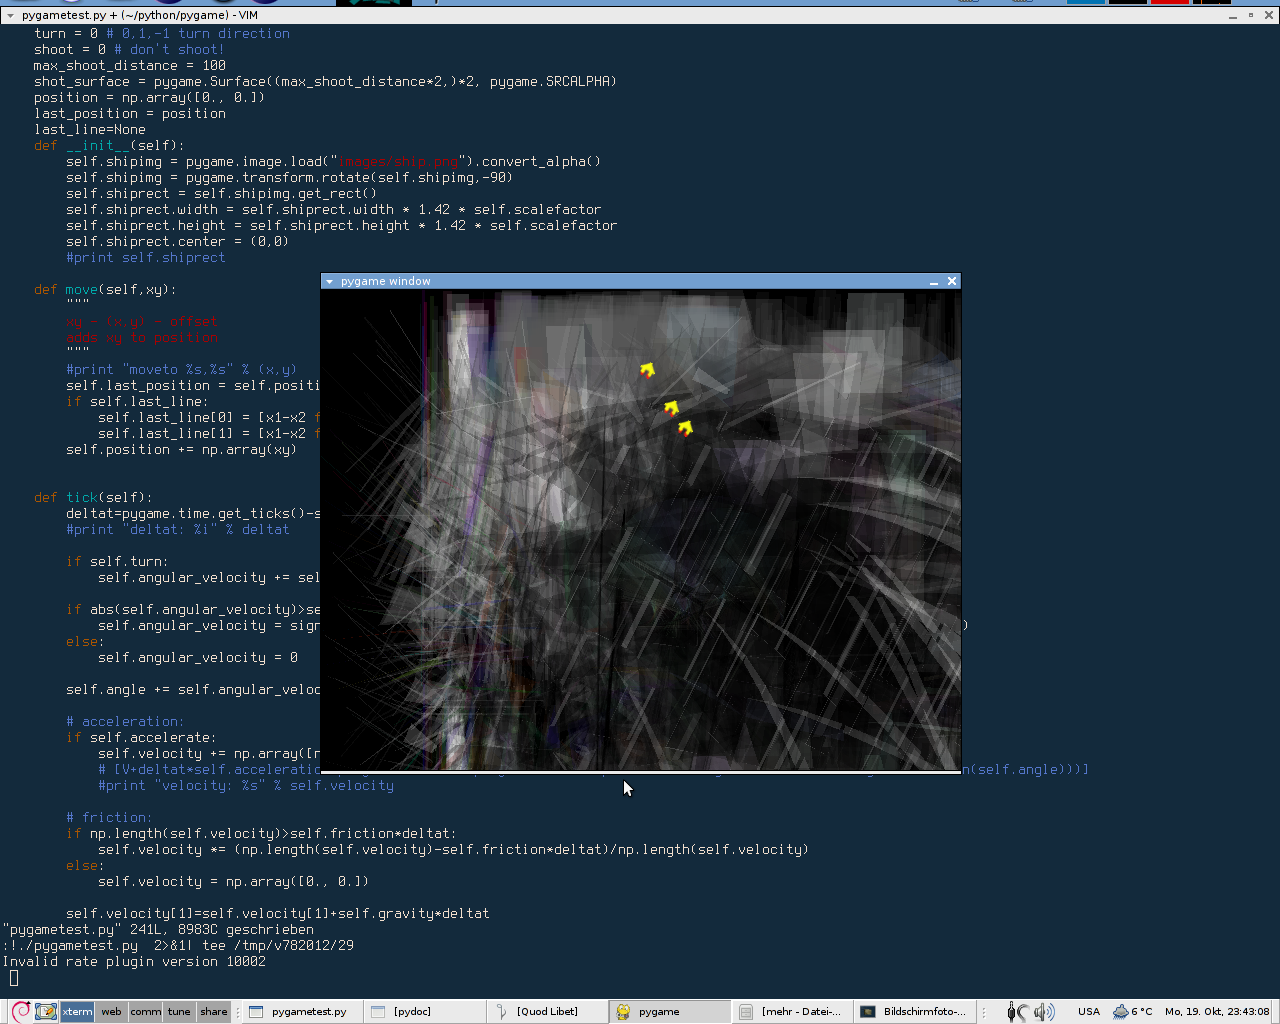 pygametest.py + (~/python/pygame) - VIM
    turn = 0 # 0,1,-1 turn direction
    shoot = 0 # don't shoot!
    max_shoot_distance = 100
    shot_surface = pygame.Surface((max_shoot_distance*2,)*2, pygame.SRCALPHA)
    position = np.array([0., 0.])
    last_position = position
    last_line=None
    def __init__(self):
        self.shipimg = pygame.image.load("images/ship.png").convert_alpha()
        self.shipimg = pygame.transform.rotate(self.shipimg,-90)
        self.shiprect = self.shipimg.get_rect()
        self.shiprect.width = self.shiprect.width * 1.42 * self.scalefactor
        self.shiprect.height = self.shiprect.height * 1.42 * self.scalefactor
        self.shiprect.center = (0,0)
        #print self.shiprect
pygame window
    def move(self,xy):
        """
        xy - (x,y) - offset
        adds xy to position
        """
        #print "moveto %s,%s" % (x,y)
        self.last_position = self.positi
        if self.last_line:
            self.last_line[0] = [x1-x2 f
            self.last_line[1] = [x1-x2 f
        self.position += np.array(xy)
    def tick(self):
        deltat=pygame.time.get_ticks()-s
        #print "deltat: %i" % deltat
        if self.turn:
            self.angular_velocity += sel
        if abs(self.angular_velocity)>se
            self.angular_velocity = sign )
        else:
            self.angular_velocity = 0
        self.angle += self.angular_veloc
        # acceleration:
        if self.accelerate:
            self.velocity += np.array([n
            # [V+deltat*self.acceleratio n(self.angle)))]
            #print "velocity: %s" % self.velocity
        # friction:
        if np.length(self.velocity)>self.friction*deltat:
            self.velocity *= (np.length(self.velocity)-self.friction*deltat)/np.length(self.velocity)
        else:
            self.velocity = np.array([0., 0.])
        self.velocity[1]=self.velocity[1]+self.gravity*deltat
"pygametest.py" 241L, 8983C geschrieben
:!./pygametest.py  2>&1| tee /tmp/v782012/29
Invalid rate plugin version 10002
xterm web comm tune share pygametest.py [pydoc] [Quod Libet] pygame [mehr - Datei-... Bildschirmfoto-... USA 6 °C Mo, 19. Okt, 23:43:08